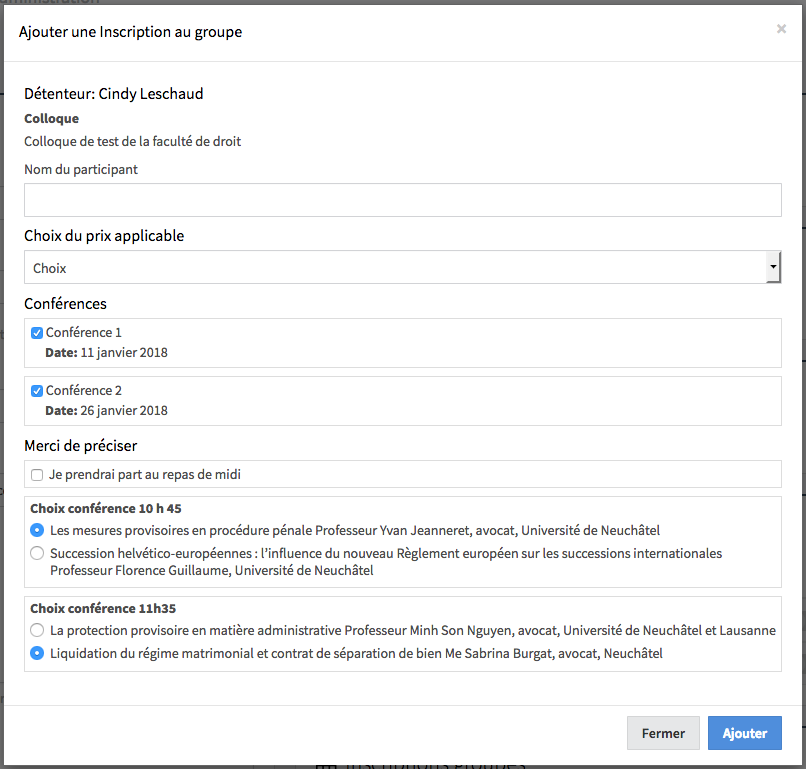 Ajouter une Inscription au groupe
×
Détenteur: Cindy Leschaud
Colloque
Colloque de test de la faculté de droit
Nom du participant
Choix du prix applicable
Choix
Conférences
Conférence 1
Date: 11 janvier 2018
Conférence 2
Date: 26 janvier 2018
Merci de préciser
Je prendrai part au repas de midi
Choix conférence 10 h 45
Les mesures provisoires en procédure pénale Professeur Yvan Jeanneret, avocat, Université de Neuchâtel
Succession helvético-européennes : l’influence du nouveau Règlement européen sur les successions internationales
Professeur Florence Guillaume, Université de Neuchâtel
Choix conférence 11h35
La protection provisoire en matière administrative Professeur Minh Son Nguyen, avocat, Université de Neuchâtel et Lausanne
Liquidation du régime matrimonial et contrat de séparation de bien Me Sabrina Burgat, avocat, Neuchâtel
Fermer
Ajouter